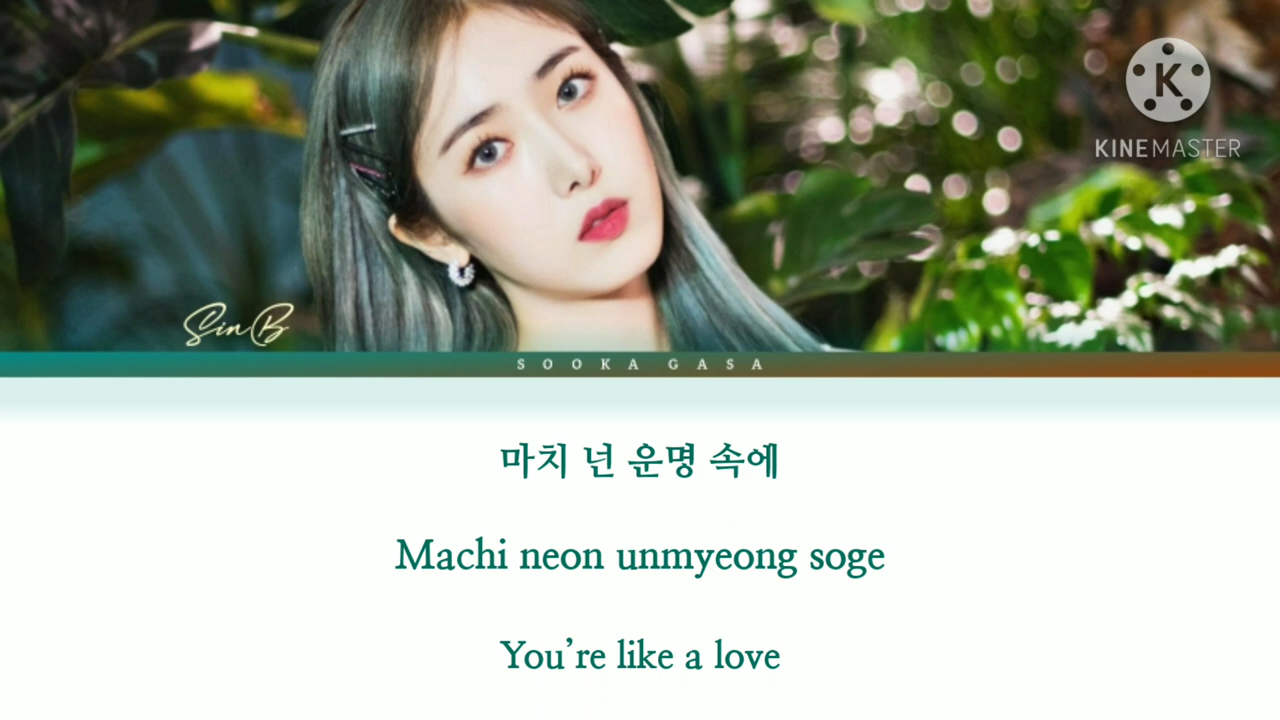 KINEMASTER
SinB
SOOKA GASA
마치 넌 운명 속에
Machi neon unmyeong soge
You're like a love